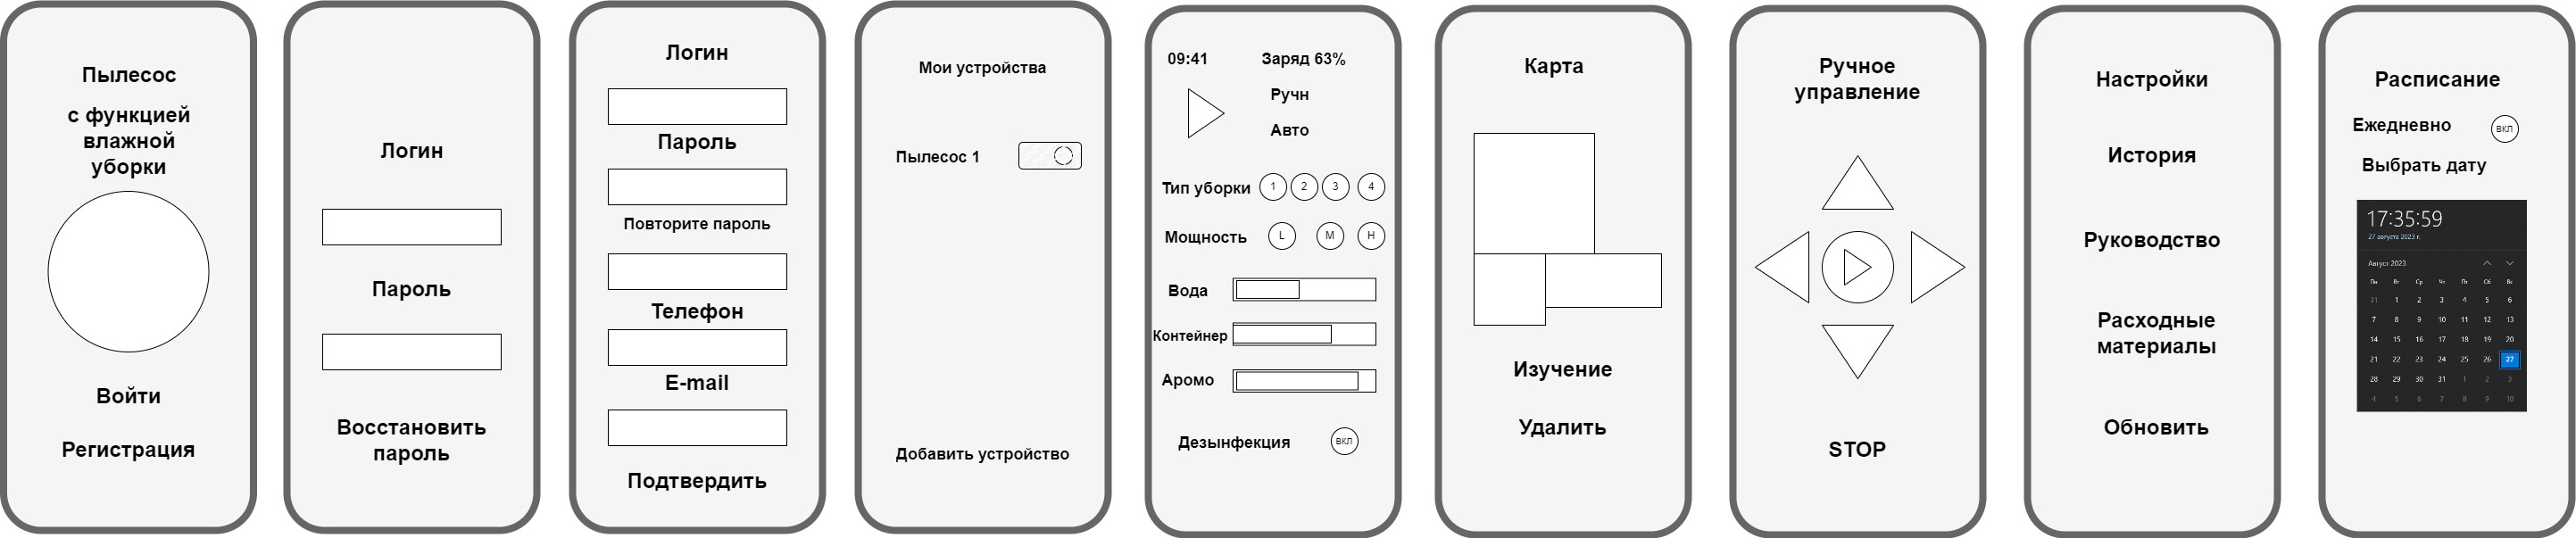 Пылесос
с функцией
влажной
уборки
Войти
Регистрация
Логин
Пароль
Восстановить
пароль
Логин
Пароль
Повторите пароль
Телефон
E-mail
Подтвердить
Мои устройства
Пылесос 1
Добавить устройство
09:41 Заряд 63%
Ручн
Авто
Тип уборки 1 2 3 4
Мощность L M H
Вода
Контейнер
Аромо
Дезынфекция ВКЛ
Карта
Изучение
Удалить
Ручное
управление
STOP
Настройки
История
Руководство
Расходные
материалы
Обновить
Расписание
Ежедневно ВКЛ
Выбрать дату
17:35:59
27 августа 2023 г.
Август 2023
Пн Вт Ср Чт Пт Сб Вс
31 1 2 3 4 5 6
7 8 9 10 11 12 13
14 15 16 17 18 19 20
21 22 23 24 25 26 27
28 29 30 31 1 2 3
4 5 6 7 8 9 10